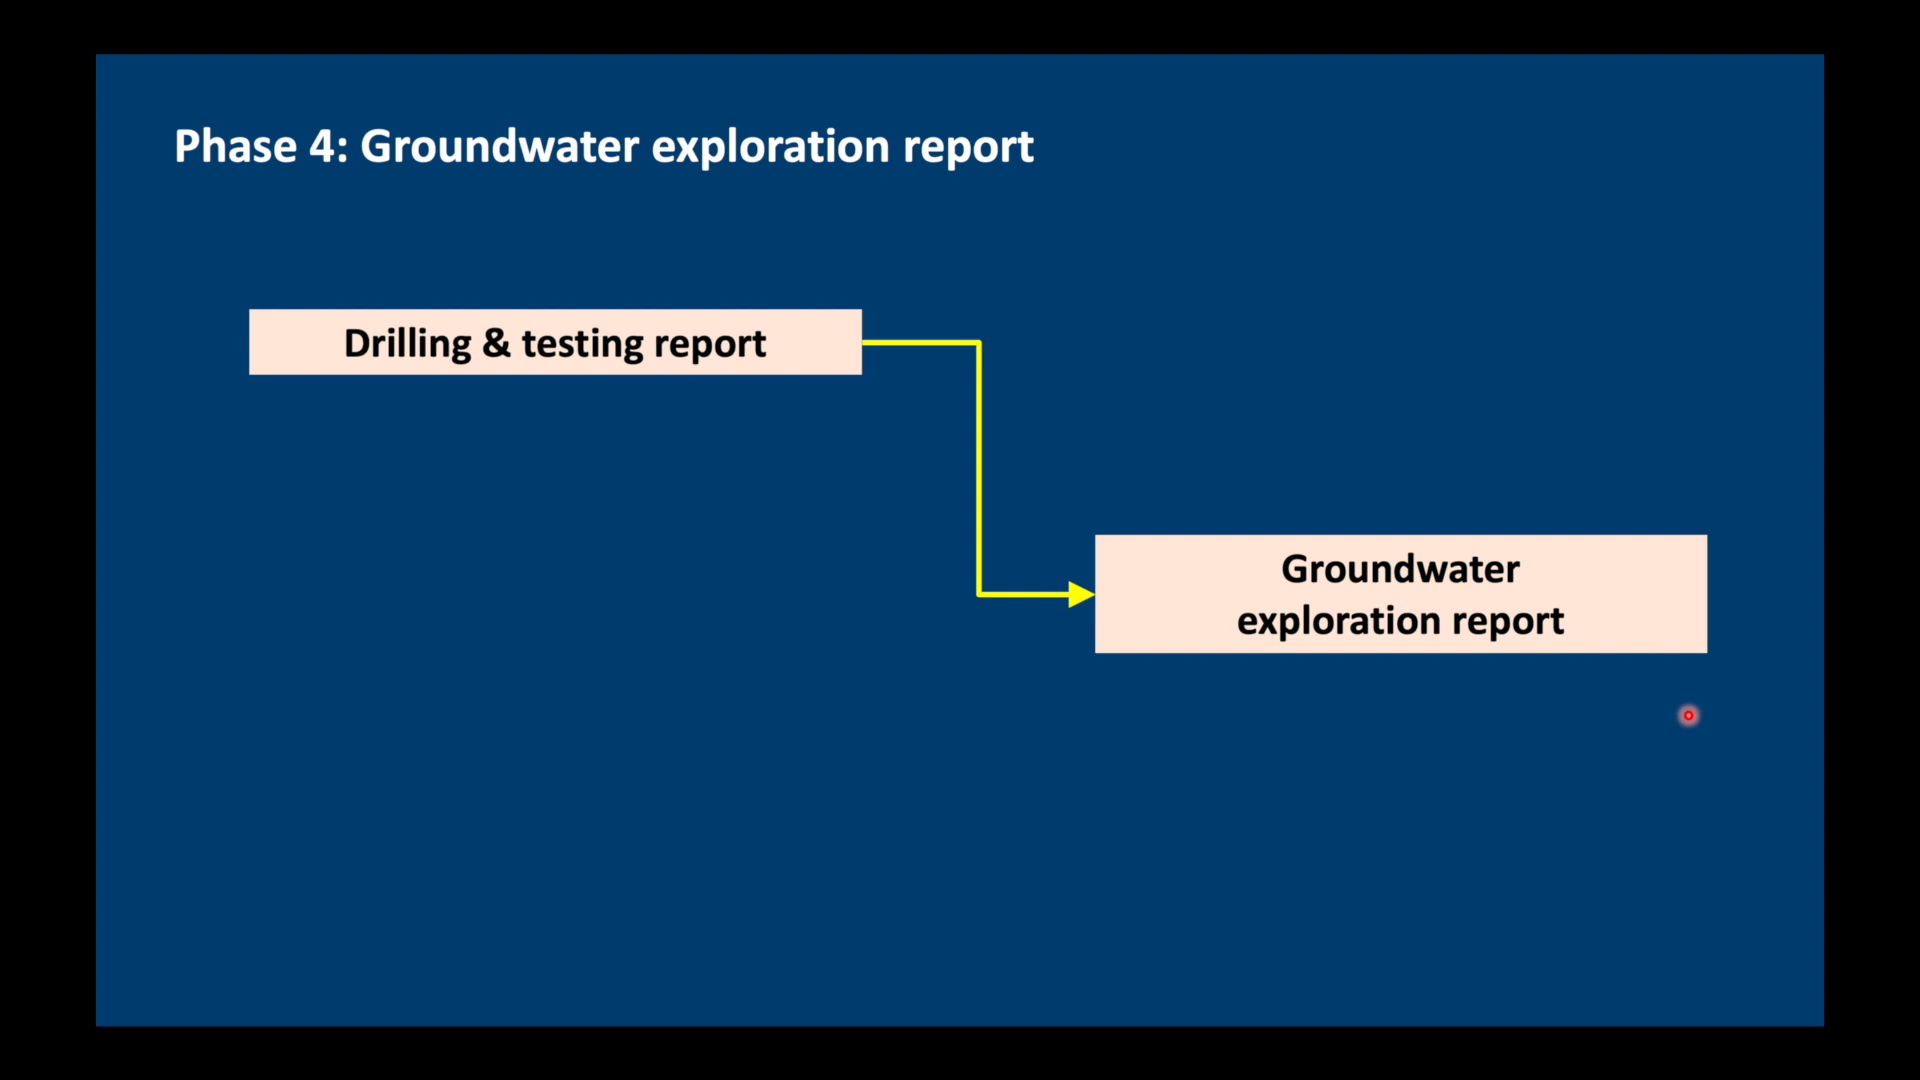 Phase 4: Groundwater exploration report
Drilling & testing report
Groundwater
exploration report